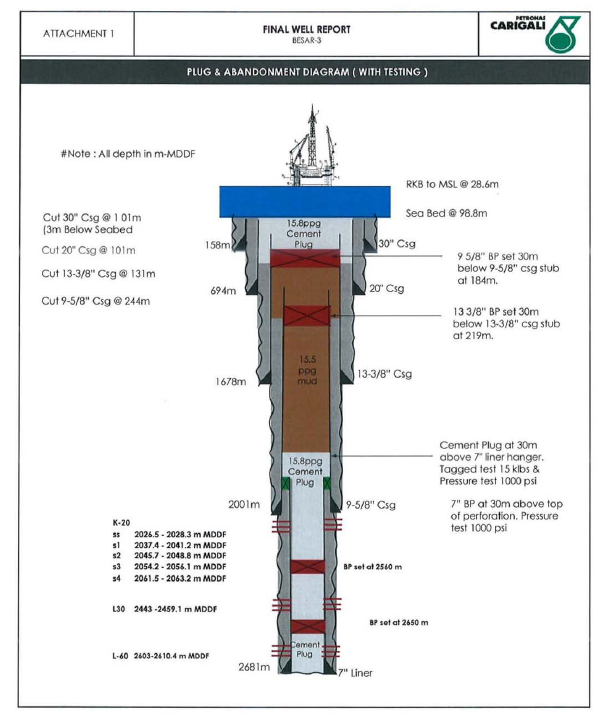 ATTACHMENT 1
FINAL WELL REPORT
BESAR-3
PETRONAS
CARIGALI
PLUG & ABANDONMENT DIAGRAM ( WITH TESTING )
#Note : All depth in m-MDDF
RKB to MSL @ 28.6m
Sea Bed @ 98.8m
Cut 30" Csg @ 1 01m
(3m Below Seabed
Cut 20" Csg @ 101m
Cut 13-3/8" Csg @ 131m
Cut 9-5/8" Csg @ 244m
15.8ppg
Cement
Plug
158m
30" Csg
9 5/8" BP set 30m
below 9-5/8" csg stub
at 184m.
694m
20" Csg
13 3/8" BP set 30m
below 13-3/8" csg stub
at 219m.
15.5
ppg
mud
1678m
13-3/8" Csg
Cement Plug at 30m
above 7" liner hanger.
Tagged test 15 klbs &
Pressure test 1000 psi
15.8ppg
Cement
Plug
2001m
9-5/8" Csg
7" BP at 30m above top
of perforation. Pressure
test 1000 psi
K-20
ss 2026.5 - 2028.3 m MDDF
s1 2037.4 - 2041.2 m MDDF
s2 2045.7 - 2048.8 m MDDF
s3 2054.2 - 2056.1 m MDDF
s4 2061.5 - 2063.2 m MDDF
BP set at 2560 m
L30 2443 -2459.1 m MDDF
BP set at 2650 m
L-60 2603-2610.4 m MDDF
Cement
Plug
2681m
7" Liner